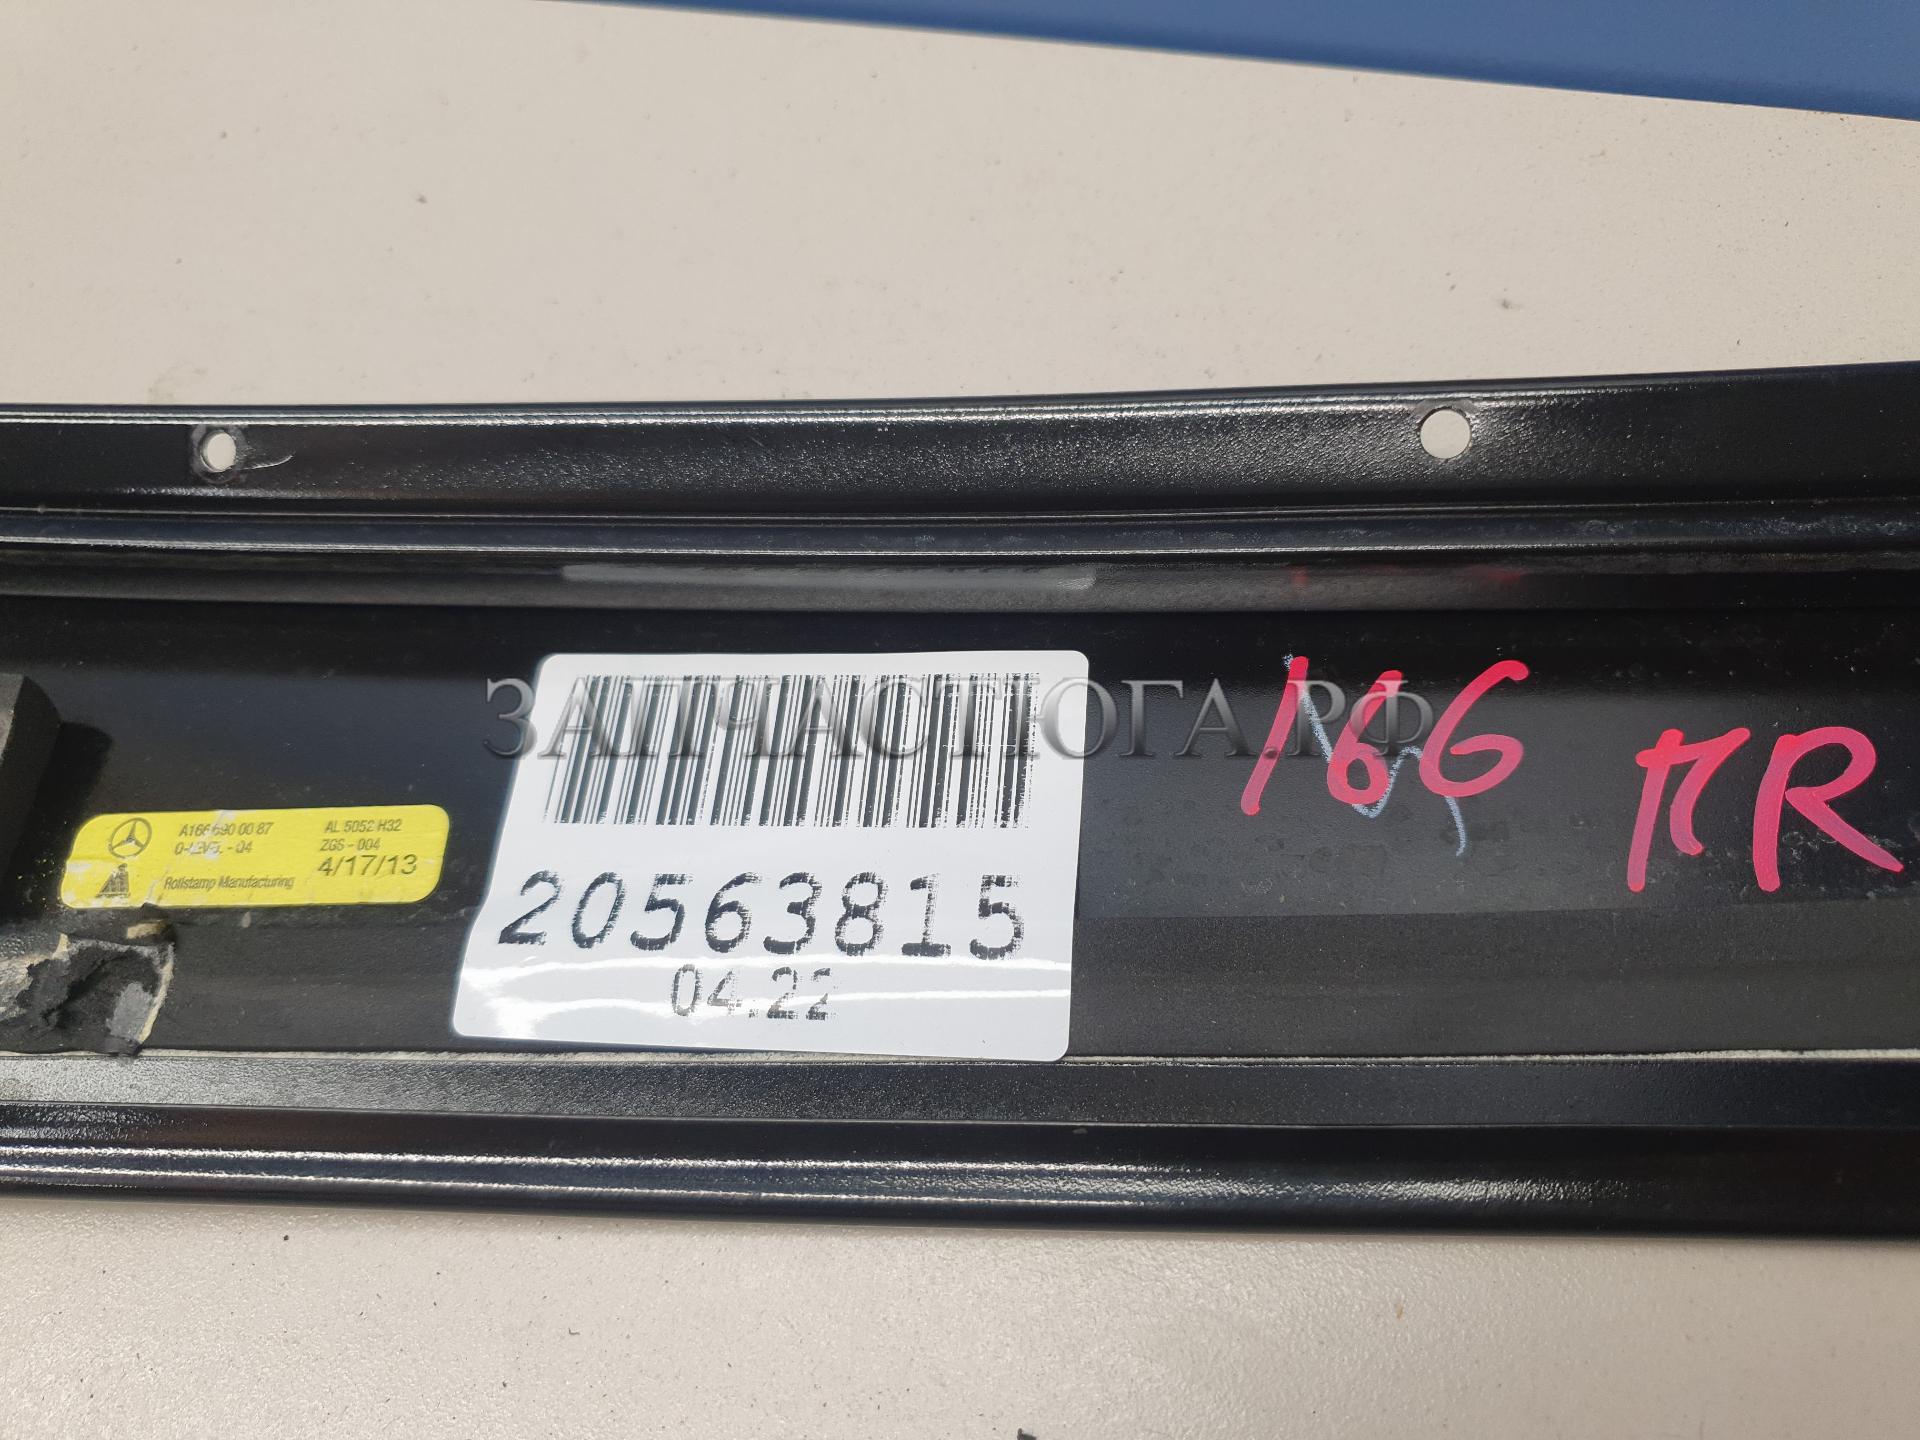 ЗАПЧАСТЮГА.РФ
166
ПR
A166 690 00 87
AL 5052 H32
ZGS - 004
4/17/13
Rollstamp Manufacturing
20563815
04.22